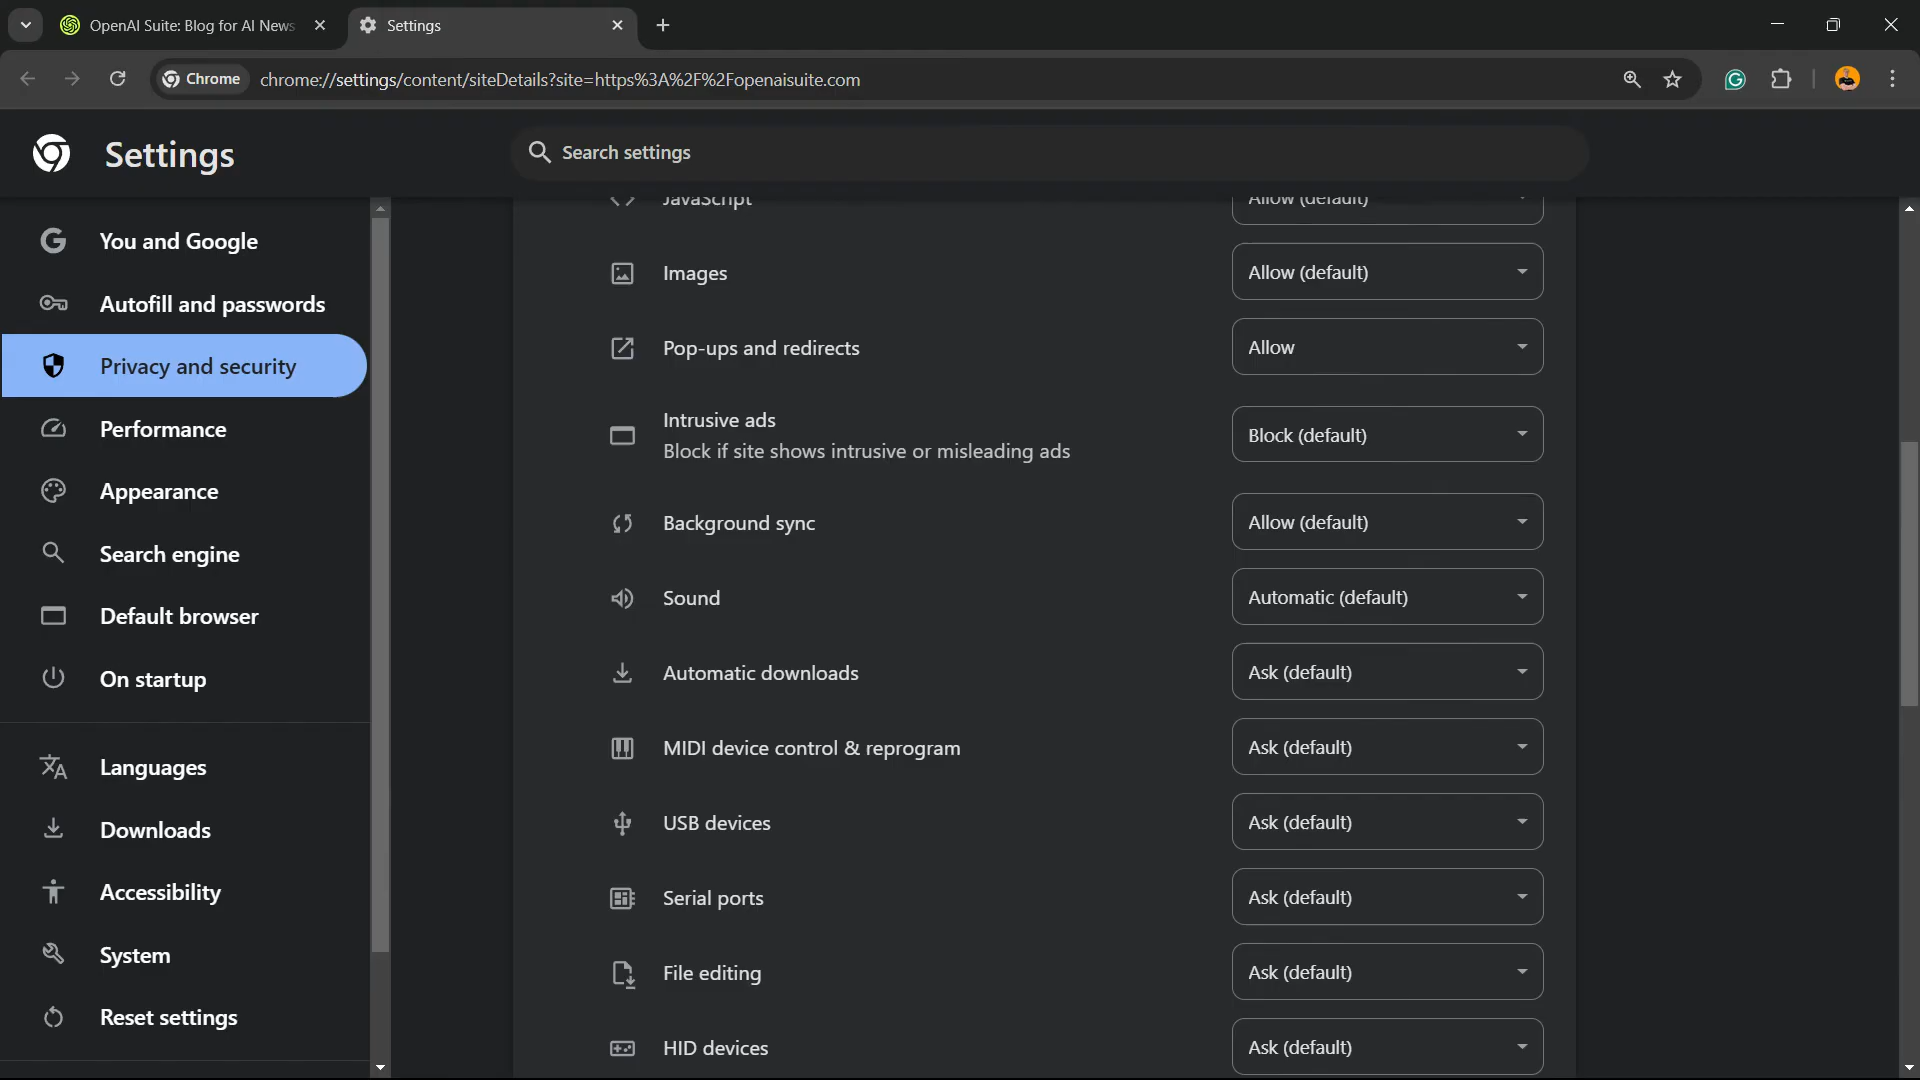 OpenAI Suite: Blog for AI News
Settings
Chrome
chrome://settings/content/siteDetails?site=https%3A%2F%2Fopenaisuite.com
Settings
Search settings
You and Google
Autofill and passwords
Privacy and security
Performance
Appearance
Search engine
Default browser
On startup
Languages
Downloads
Accessibility
System
Reset settings
JavaScript
Allow (default)
Images
Allow (default)
Pop-ups and redirects
Allow
Intrusive ads
Block if site shows intrusive or misleading ads
Block (default)
Background sync
Allow (default)
Sound
Automatic (default)
Automatic downloads
Ask (default)
MIDI device control & reprogram
Ask (default)
USB devices
Ask (default)
Serial ports
Ask (default)
File editing
Ask (default)
HID devices
Ask (default)